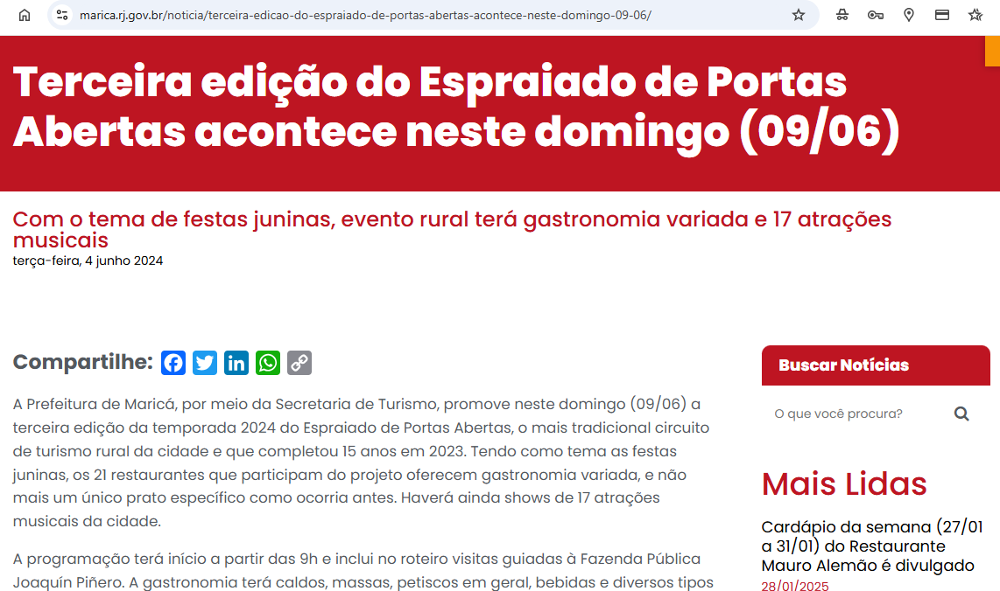 marica.rj.gov.br/noticia/terceira-edicao-do-espraiado-de-portas-abertas-acontece-neste-domingo-09-06/
Terceira edição do Espraiado de Portas
Abertas acontece neste domingo (09/06)
Com o tema de festas juninas, evento rural terá gastronomia variada e 17 atrações
musicais
terça-feira, 4 junho 2024
Compartilhe:
A Prefeitura de Maricá, por meio da Secretaria de Turismo, promove neste domingo (09/06) a
terceira edição da temporada 2024 do Espraiado de Portas Abertas, o mais tradicional circuito
de turismo rural da cidade e que completou 15 anos em 2023. Tendo como tema as festas
juninas, os 21 restaurantes que participam do projeto oferecem gastronomia variada, e não
mais um único prato específico como ocorria antes. Haverá ainda shows de 17 atrações
musicais da cidade.
A programação terá início a partir das 9h e inclui no roteiro visitas guiadas à Fazenda Pública
Joaquín Piñero. A gastronomia terá caldos, massas, petiscos em geral, bebidas e diversos tipos
Buscar Notícias
O que você procura?
Mais Lidas
Cardápio da semana (27/01
a 31/01) do Restaurante
Mauro Alemão é divulgado
28/01/2025